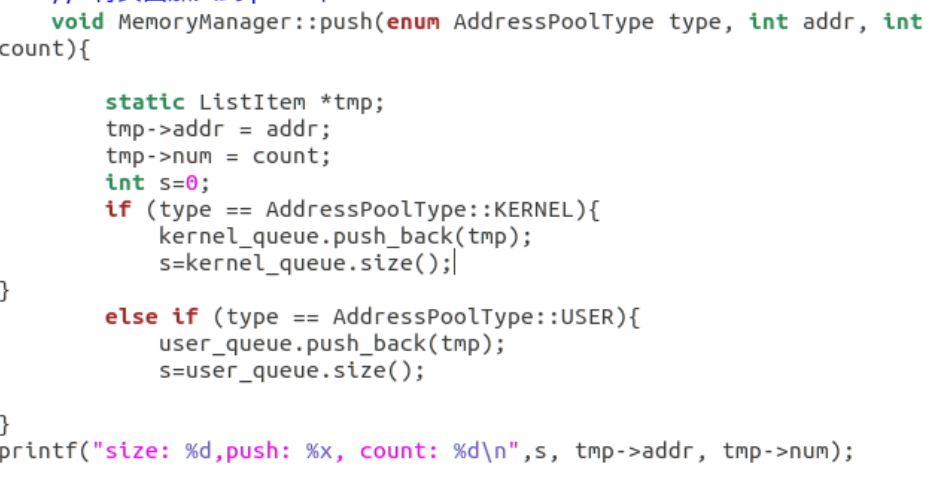 void MemoryManager::push(enum AddressPoolType type, int addr, int
count){
static ListItem *tmp;
tmp->addr = addr;
tmp->num = count;
int s=0;
if (type == AddressPoolType::KERNEL){
kernel_queue.push_back(tmp);
s=kernel_queue.size();
}
else if (type == AddressPoolType::USER){
user_queue.push_back(tmp);
s=user_queue.size();
}
printf("size: %d,push: %x, count: %d\n",s, tmp->addr, tmp->num);